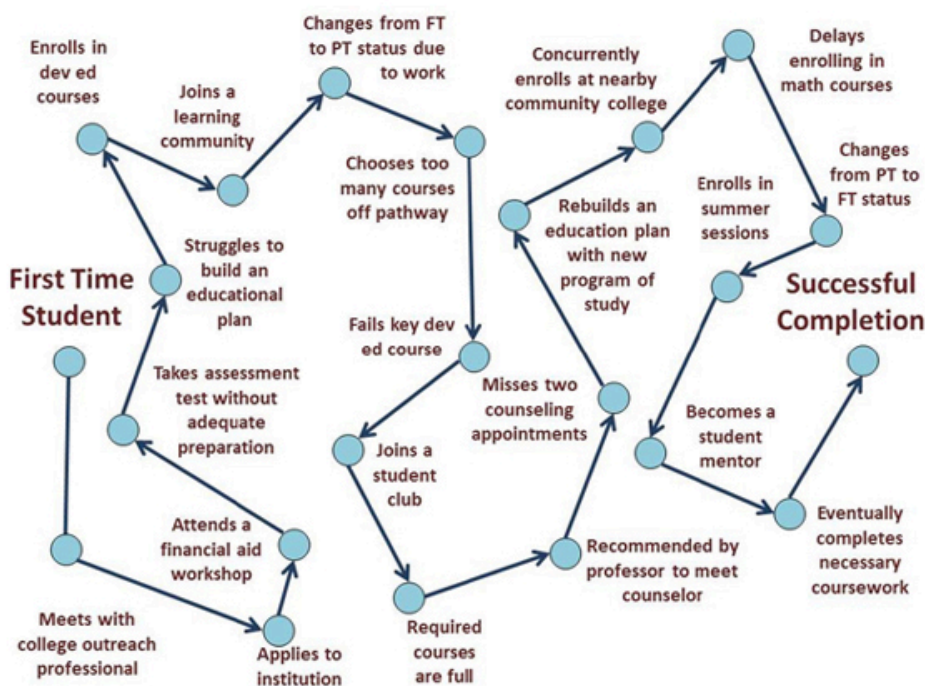 First Time
Student
Meets with
college outreach
professional
Applies to
institution
Attends a
financial aid
workshop
Takes assessment
test without
adequate
preparation
Struggles to
build an
educational
plan
Enrolls in
dev ed
courses
Joins a
learning
community
Changes from FT
to PT status due
to work
Chooses too
many courses
off pathway
Fails key dev
ed course
Joins a
student
club
Required
courses
are full
Recommended by
professor to meet
counselor
Misses two
counseling
appointments
Rebuilds an
education plan
with new
program of
study
Concurrently
enrolls at nearby
community college
Delays
enrolling in
math courses
Changes
from PT to
FT status
Enrolls in
summer
sessions
Becomes a
student
mentor
Eventually
completes
necessary
coursework
Successful
Completion